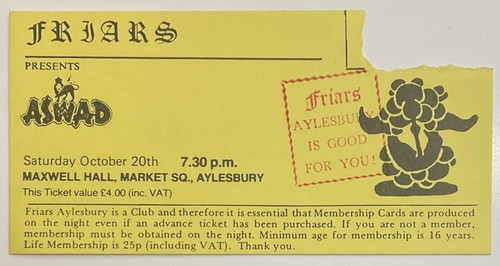 FRIARS
PRESENTS
ASWAD
Saturday October 20th 7.30 p.m.
MAXWELL HALL, MARKET SQ., AYLESBURY
This Ticket value £4.00 (inc. VAT)
Friars
AYLESBURY
IS GOOD
FOR YOU!
Friars Aylesbury is a Club and therefore it is essential that Membership Cards are produced
on the night even if an advance ticket has been purchased. If you are not a member,
membership must be obtained on the night. Minimum age for membership is 16 years.
Life Membership is 25p (including VAT). Thank you.